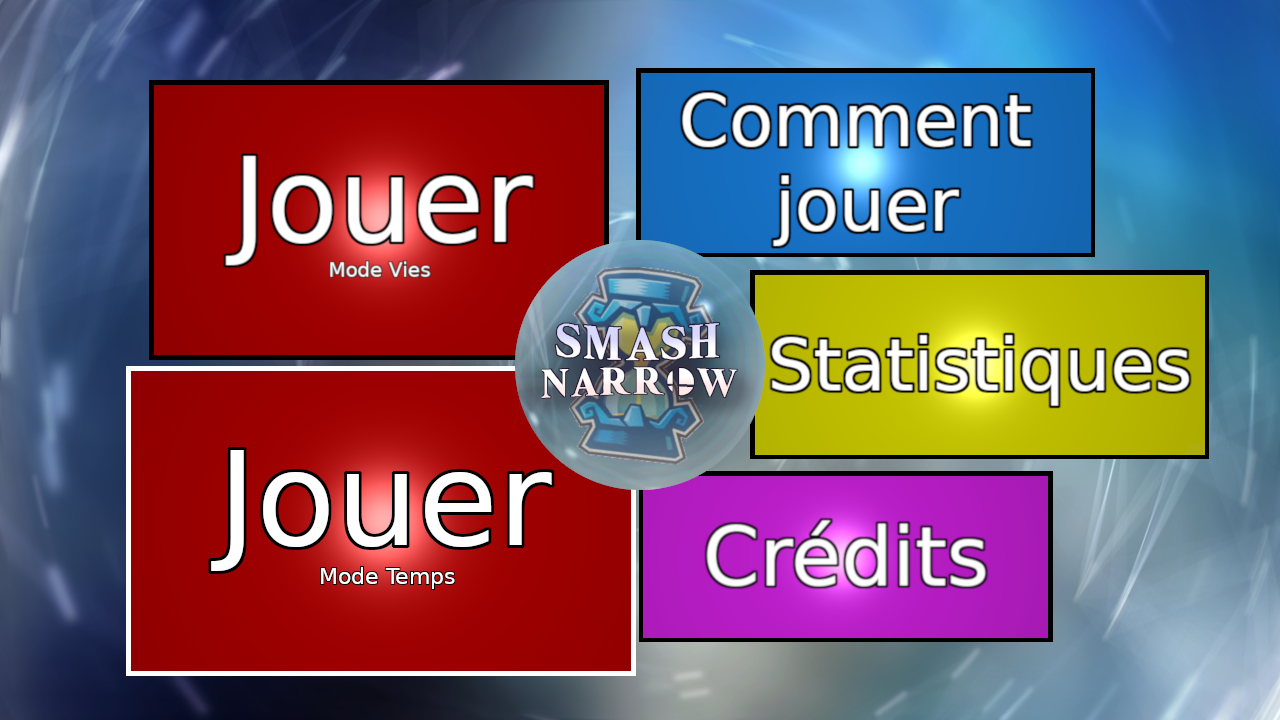 Jouer
Mode Vies
Comment
jouer
SMASH
NARROW
Statistiques
Jouer
Mode Temps
Crédits